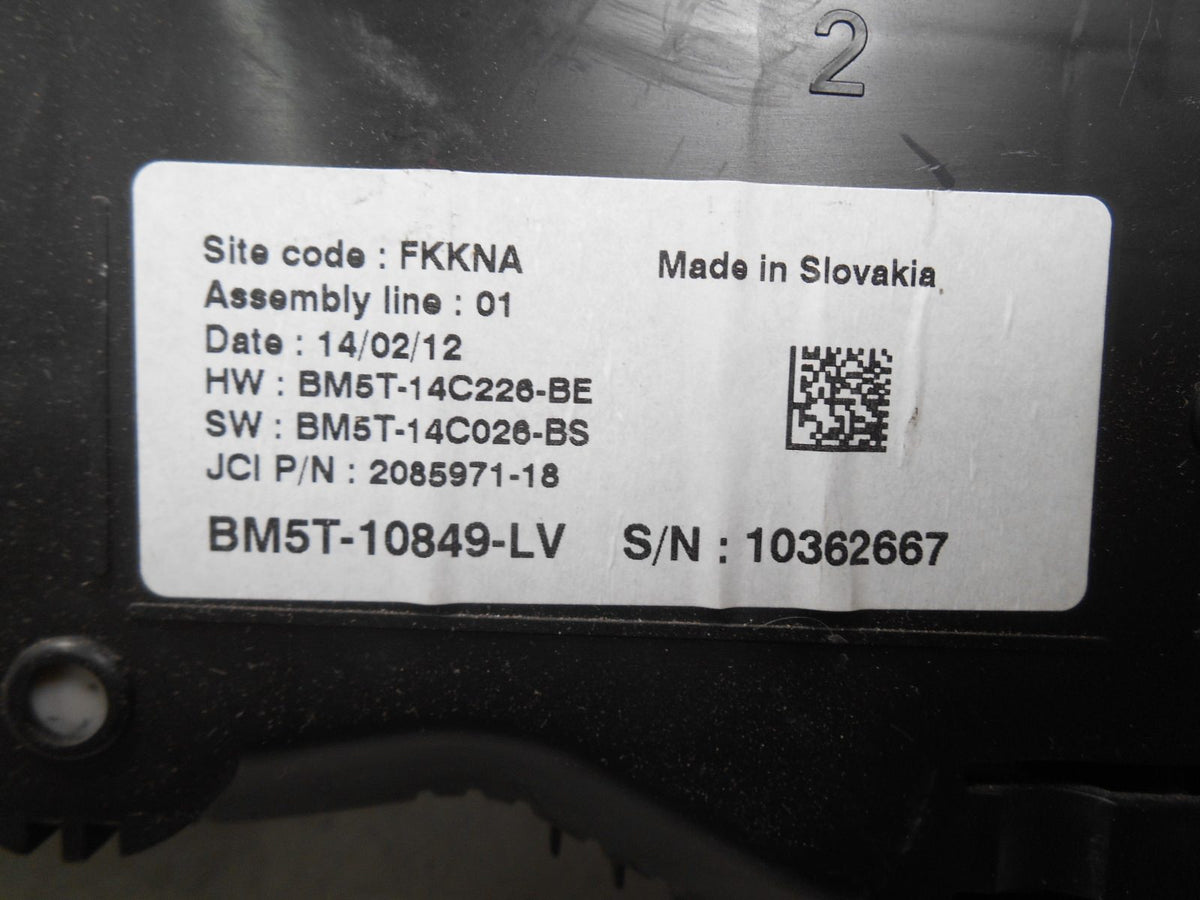 2
Site code : FKKNA
Made in Slovakia
Assembly line : 01
Date : 14/02/12
HW : BM5T-14C226-BE
SW : BM5T-14C026-BS
JCI P/N : 2085971-18
BM5T-10849-LV S/N : 10362667